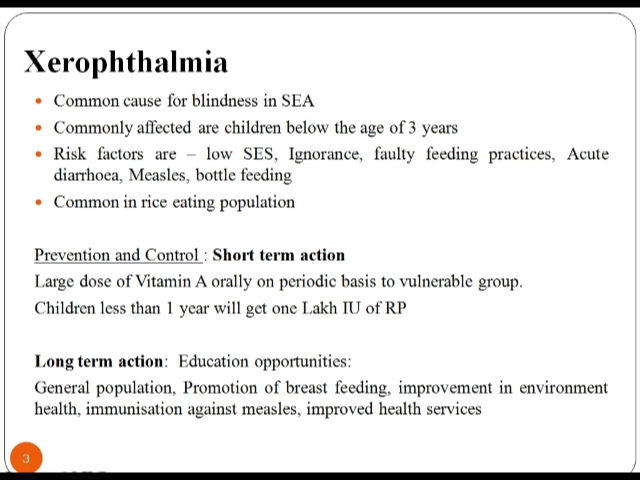 Xerophthalmia
• Common cause for blindness in SEA
• Commonly affected are children below the age of 3 years
• Risk factors are – low SES, Ignorance, faulty feeding practices, Acute
diarrhoea, Measles, bottle feeding
• Common in rice eating population
Prevention and Control : Short term action
Large dose of Vitamin A orally on periodic basis to vulnerable group.
Children less than 1 year will get one Lakh IU of RP
Long term action: Education opportunities:
General population, Promotion of breast feeding, improvement in environment
health, immunisation against measles, improved health services
3